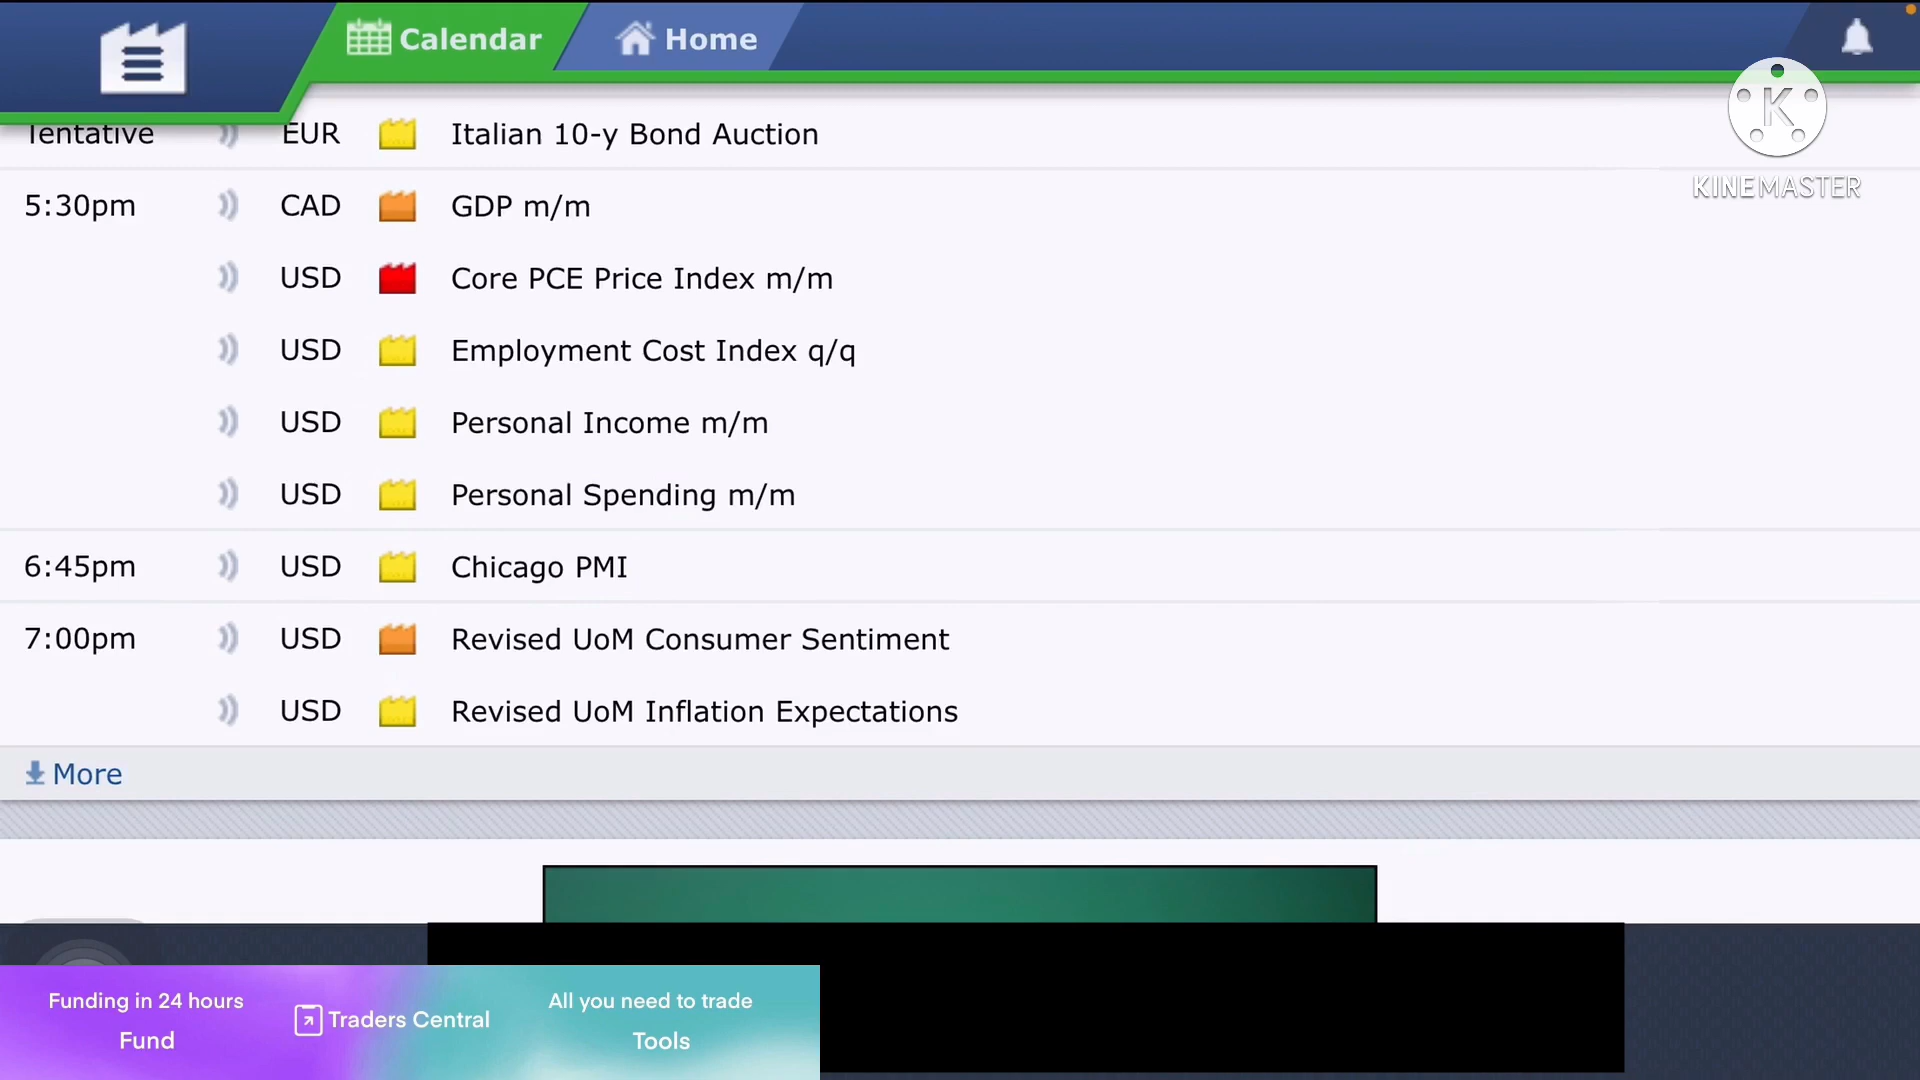 Calendar Home
KINEMASTER
Tentative EUR Italian 10-y Bond Auction
5:30pm CAD GDP m/m
USD Core PCE Price Index m/m
USD Employment Cost Index q/q
USD Personal Income m/m
USD Personal Spending m/m
6:45pm USD Chicago PMI
7:00pm USD Revised UoM Consumer Sentiment
USD Revised UoM Inflation Expectations
More
Funding in 24 hours
Fund
Traders Central
All you need to trade
Tools